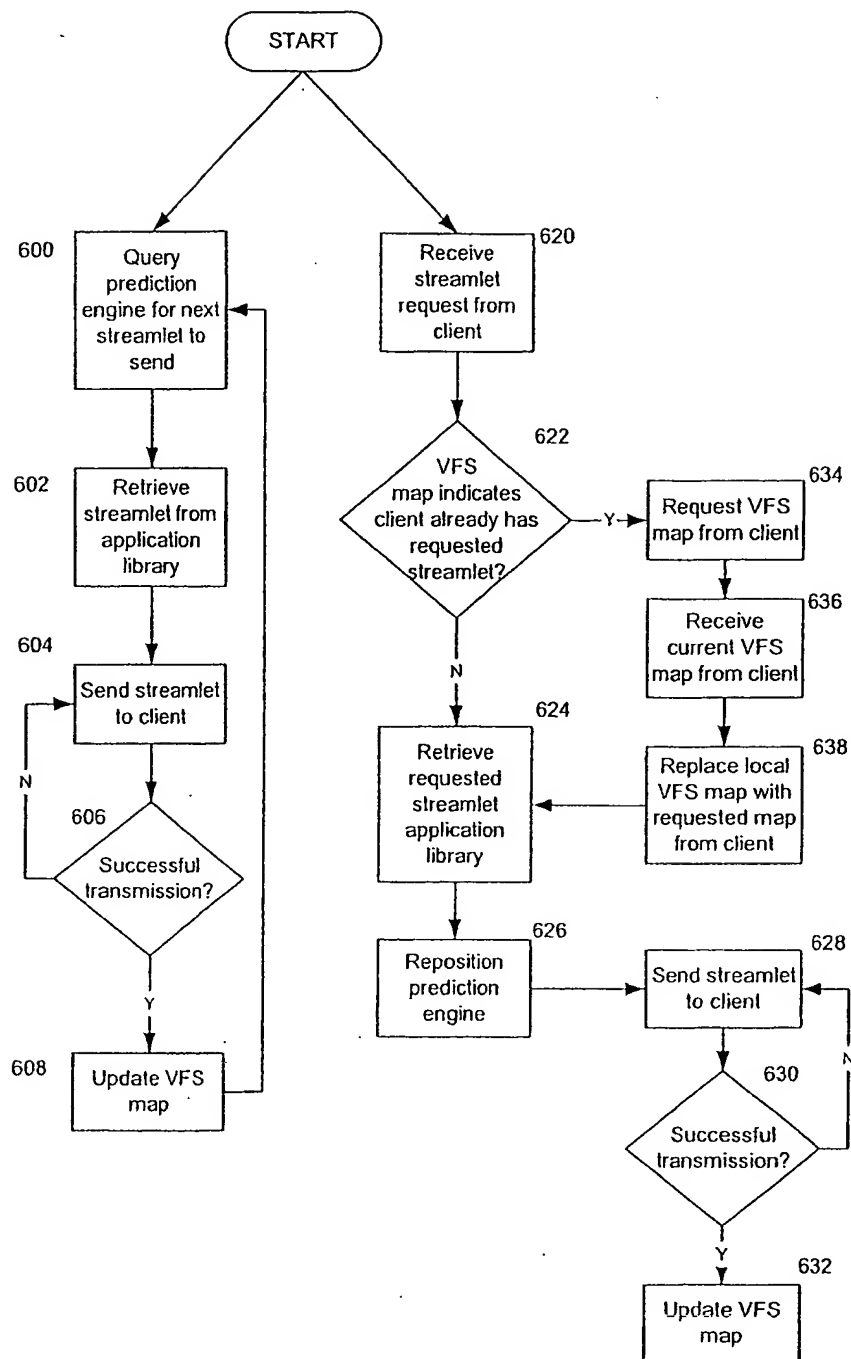 START
600
Query
prediction
engine for next
streamlet to
send
602
Retrieve
streamlet from
application
library
604
Send streamlet
to client
N
606
Successful
transmission?
Y
608
Update VFS
map
620
Receive
streamlet
request from
client
622
VFS
map indicates
client already has
requested
streamlet?
Y
N
634
Request VFS
map from client
636
Receive
current VFS
map from client
638
Replace local
VFS map with
requested map
from client
624
Retrieve
requested
streamlet
application
library
626
Reposition
prediction
engine
628
Send streamlet
to client
N
630
Successful
transmission?
Y
632
Update VFS
map